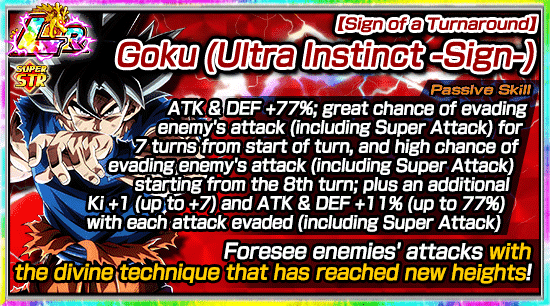 [Sign of a Turnaround]
LR
Goku (Ultra Instinct -Sign-)
SUPER
STR
Passive Skill
ATK & DEF +77%; great chance of evading
enemy's attack (including Super Attack) for
7 turns from start of turn, and high chance of
evading enemy's attack (including Super Attack)
starting from the 8th turn; plus an additional
Ki +1 (up to +7) and ATK & DEF +11% (up to 77%)
with each attack evaded (including Super Attack)
Foresee enemies' attacks with
the divine technique that has reached new heights!